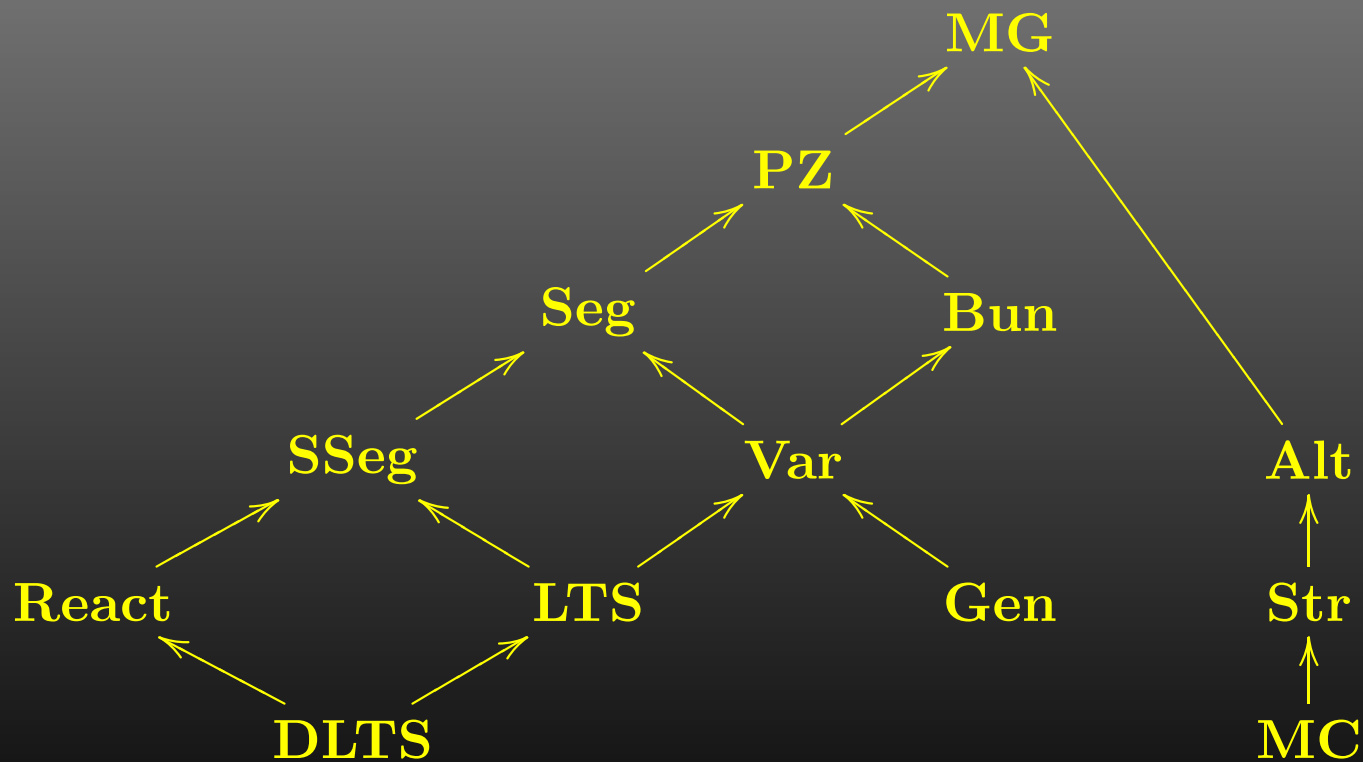 MG
PZ
Seg Bun
SSeg Var Alt
React LTS Gen Str
DLTS MC